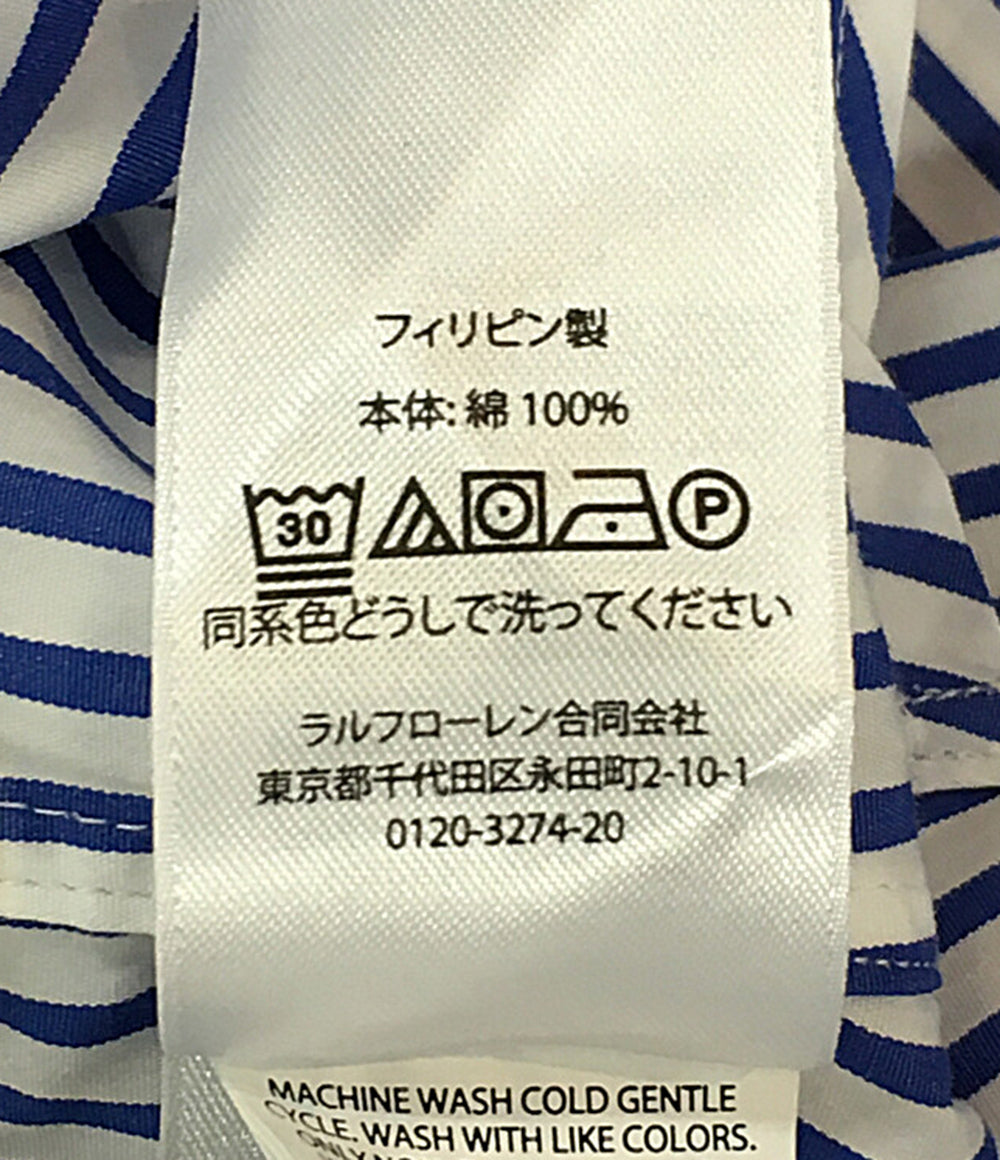 フィリピン製
本体: 綿 100%
30 P
同系色どうしで洗ってください
ラルフローレン合同会社
東京都千代田区永田町2-10-1
0120-3274-20
MACHINE WASH COLD GENTLE
CYCLE. WASH WITH LIKE COLORS.
ONLY